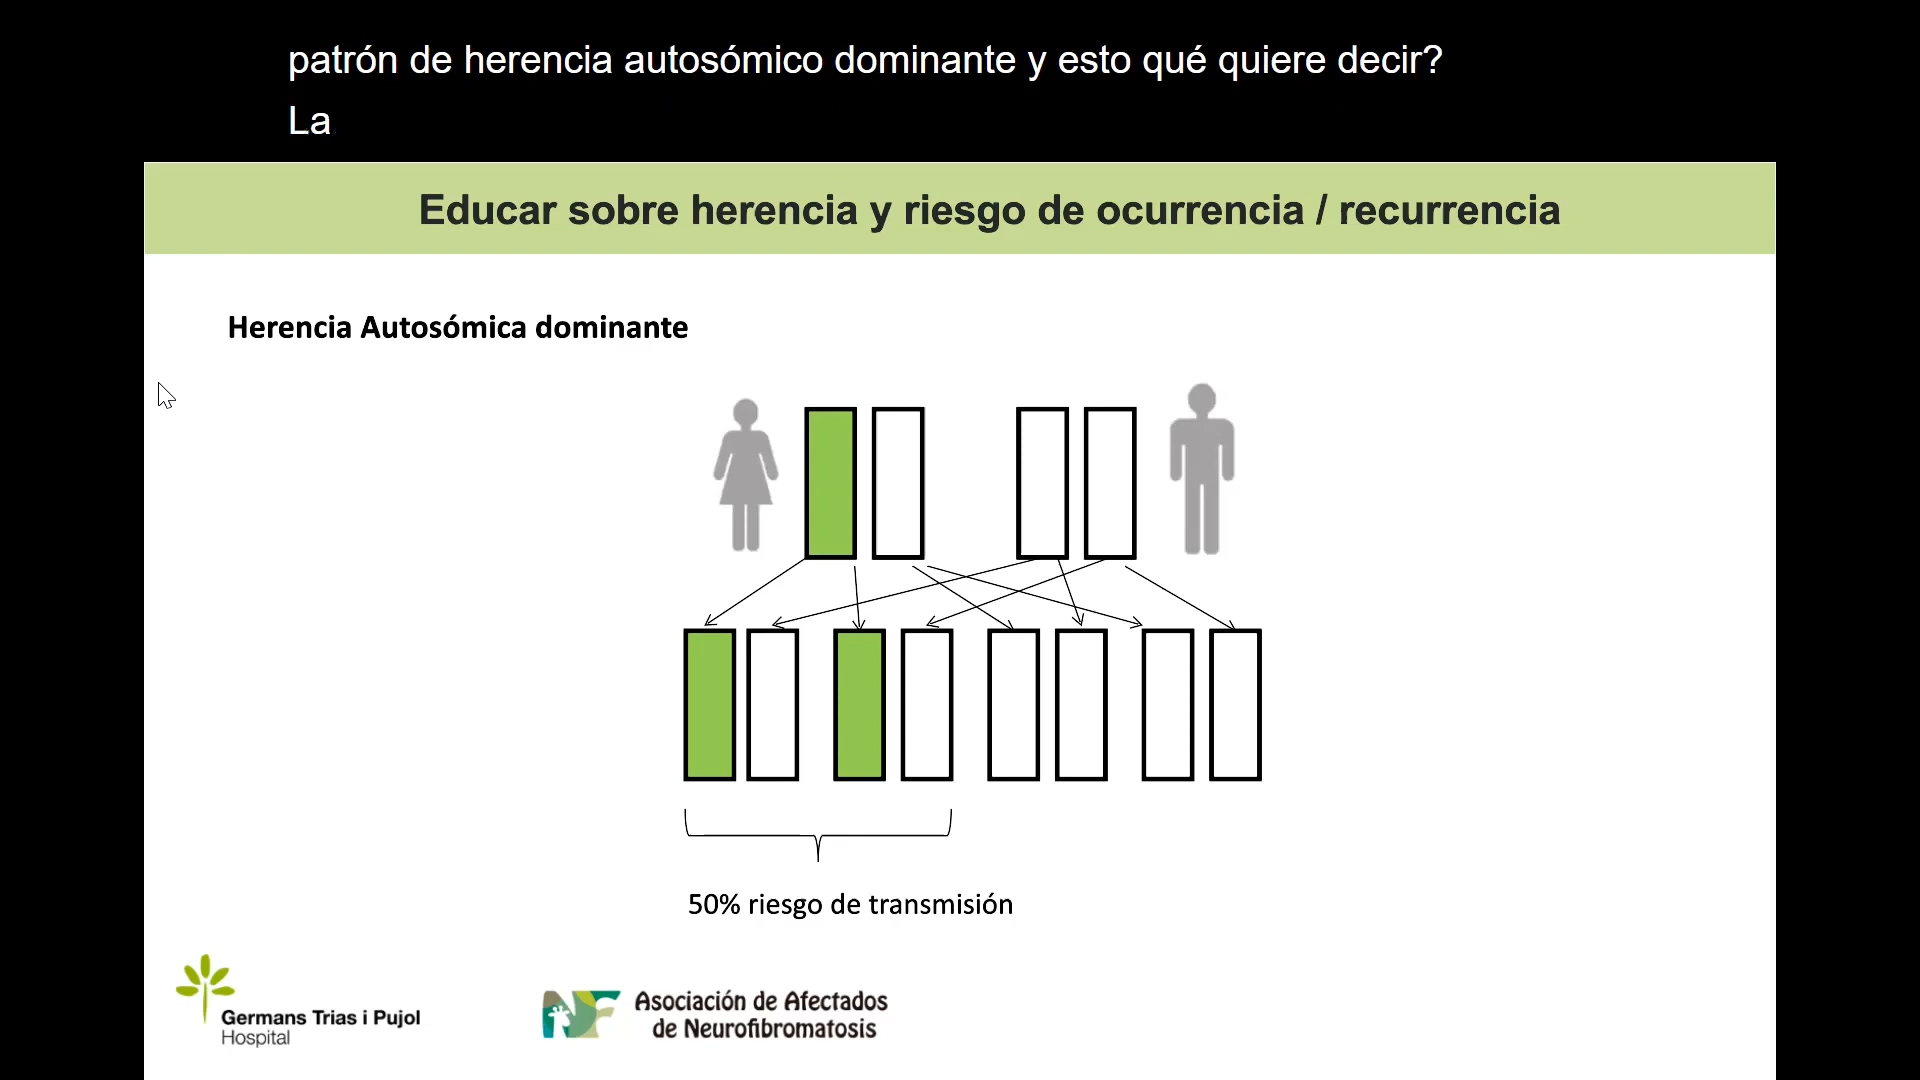 patrón de herencia autosómico dominante y esto qué quiere decir?
La
Educar sobre herencia y riesgo de ocurrencia / recurrencia
Herencia Autosómica dominante
50% riesgo de transmisión
Germans Trias i Pujol
Hospital
NF
Asociación de Afectados
de Neurofibromatosis